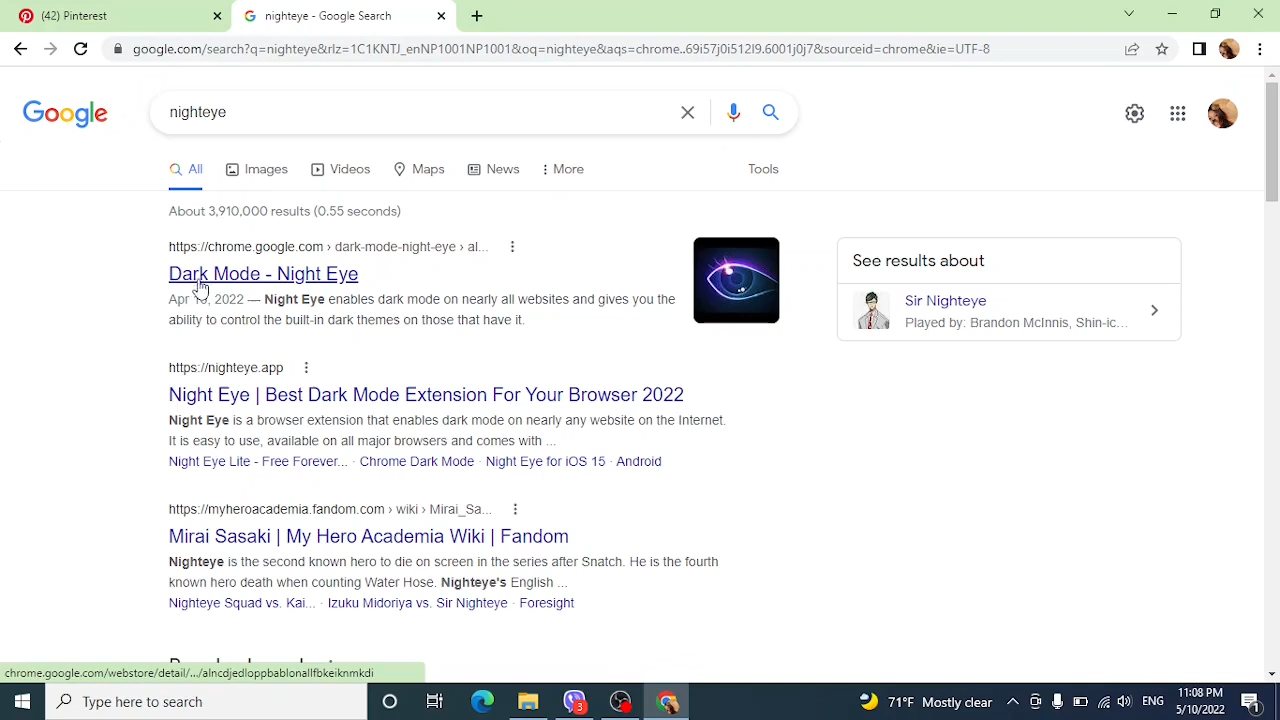 (42) Pinterest
nighteye - Google Search
google.com/search?q=nighteye&rlz=1C1KNTJ_enNP1001NP1001&oq=nighteye&aqs=chrome..69i57j0i512l9.6001j0j7&sourceid=chrome&ie=UTF-8
Google
nighteye
All Images Videos Maps News More Tools
About 3,910,000 results (0.55 seconds)
https://chrome.google.com › dark-mode-night-eye › al...
Dark Mode - Night Eye
2022 — Night Eye enables dark mode on nearly all websites and gives you the
ability to control the built-in dark themes on those that have it.
See results about
Sir Nighteye
Played by: Brandon McInnis, Shin-ic...
https://nighteye.app
Night Eye | Best Dark Mode Extension For Your Browser 2022
Night Eye is a browser extension that enables dark mode on nearly any website on the Internet.
It is easy to use, available on all major browsers and comes with ...
Night Eye Lite - Free Forever... · Chrome Dark Mode · Night Eye for iOS 15 · Android
https://myheroacademia.fandom.com › wiki › Mirai_Sa...
Mirai Sasaki | My Hero Academia Wiki | Fandom
Nighteye is the second known hero to die on screen in the series after Snatch. He is the fourth
known hero death when counting Water Hose. Nighteye's English ...
Nighteye Squad vs. Kai... · Izuku Midoriya vs. Sir Nighteye · Foresight
chrome.google.com/webstore/detail/.../alncdjedloppbablonallfbkeiknmkdi
Type here to search
3
71°F Mostly clear
ENG
11:08 PM
5/10/2022
1